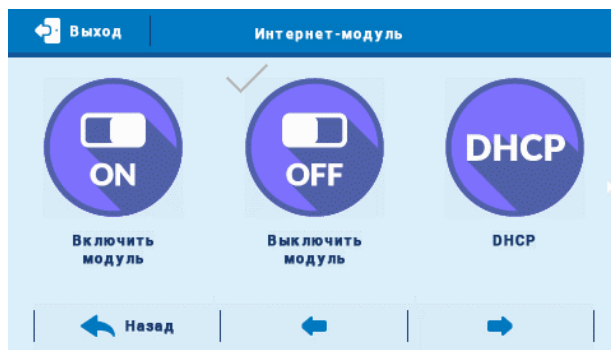 Выход
Интернет-модуль
ON
OFF
DHCP
Включить
модуль
Выключить
модуль
DHCP
Назад